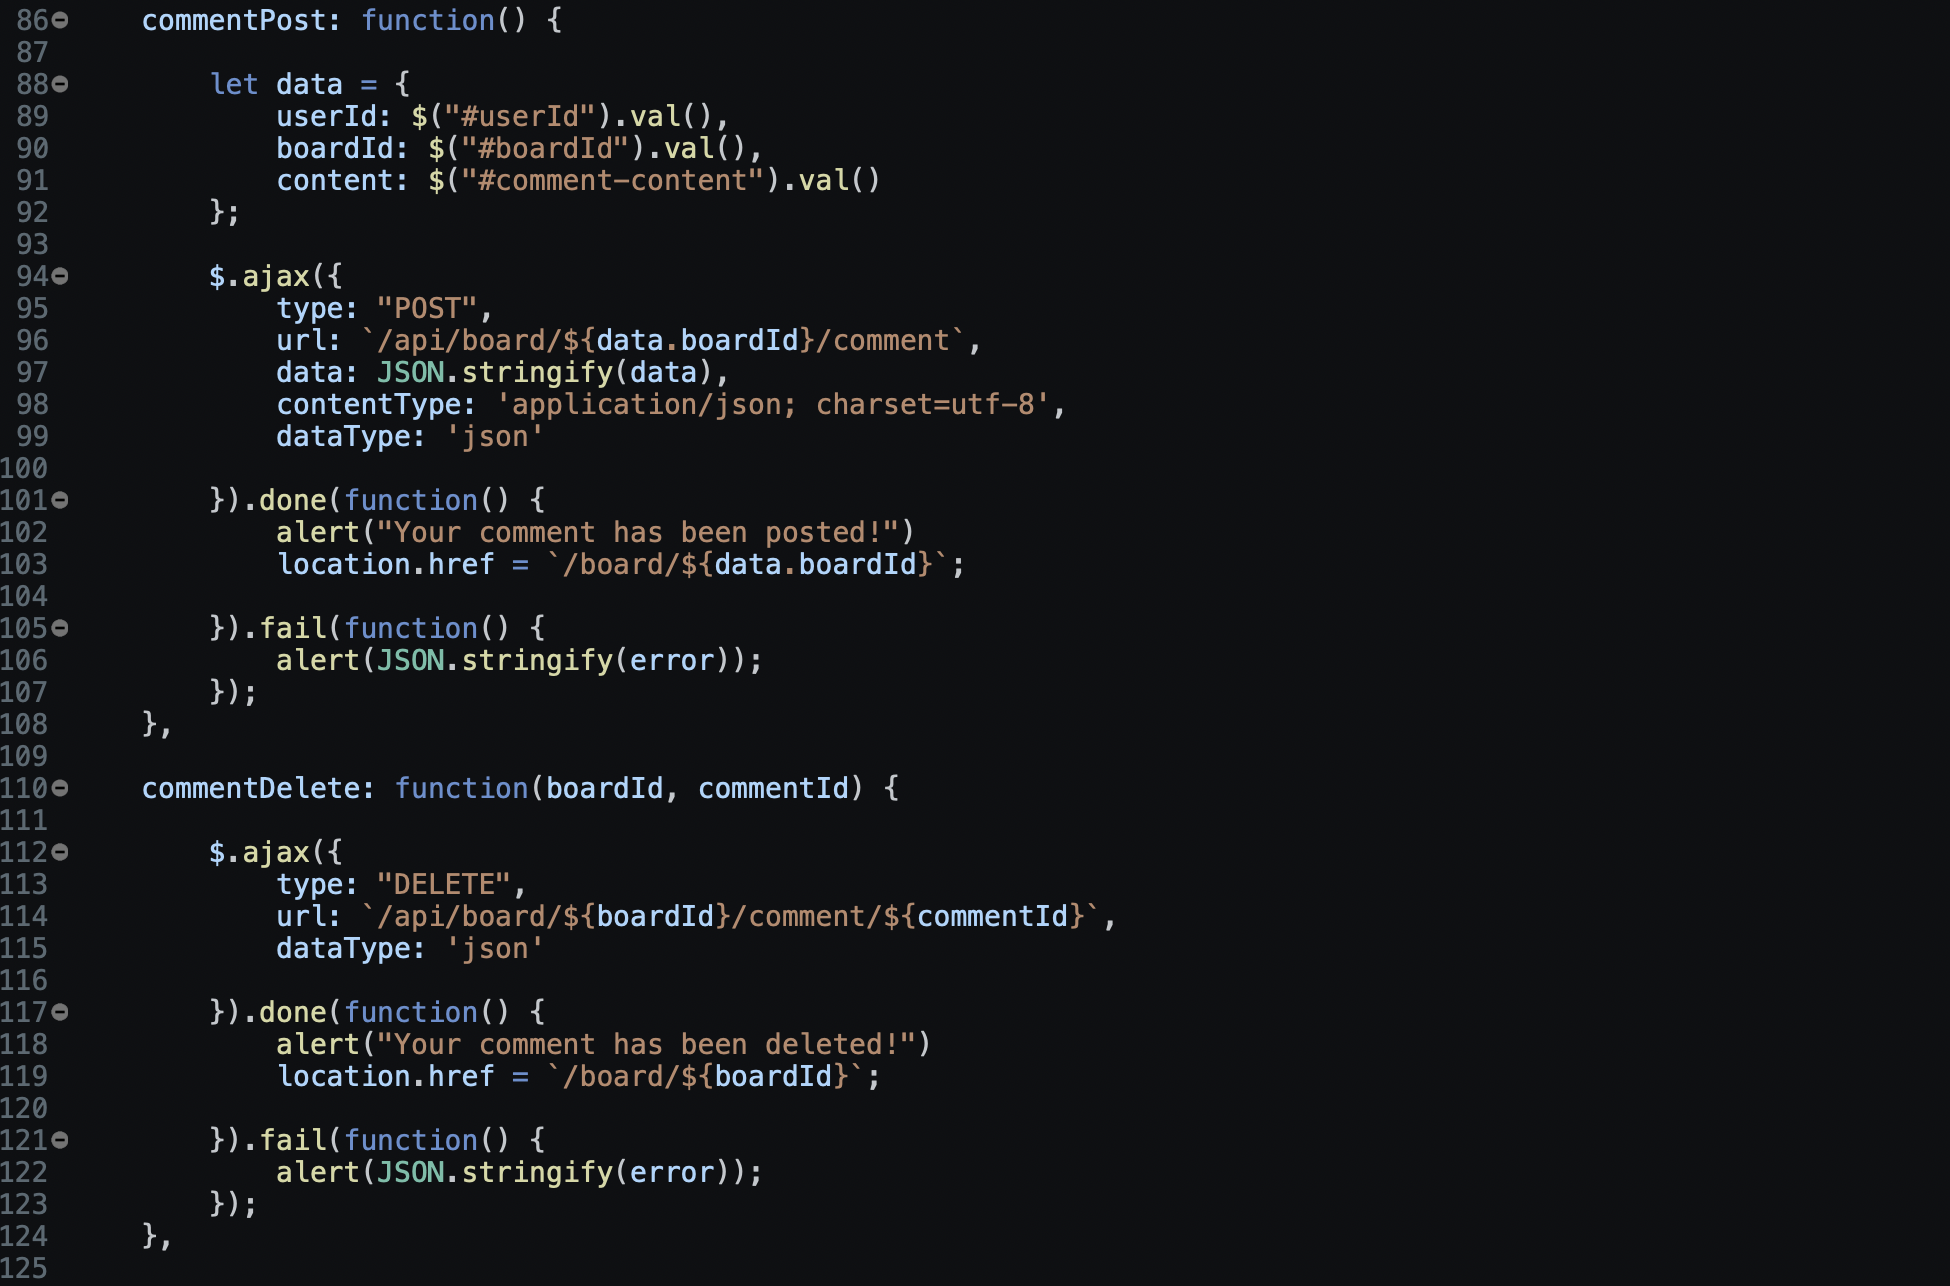 86 commentPost: function() {
87
88 let data = {
89 userId: $("#userId").val(),
90 boardId: $("#boardId").val(),
91 content: $("#comment-content").val()
92 };
93
94 $.ajax({
95 type: "POST",
96 url: `/api/board/${data.boardId}/comment`,
97 data: JSON.stringify(data),
98 contentType: 'application/json; charset=utf-8',
99 dataType: 'json'
100
101 }).done(function() {
102 alert("Your comment has been posted!")
103 location.href = `/board/${data.boardId}`;
104
105 }).fail(function() {
106 alert(JSON.stringify(error));
107 });
108 },
109
110 commentDelete: function(boardId, commentId) {
111
112 $.ajax({
113 type: "DELETE",
114 url: `/api/board/${boardId}/comment/${commentId}`,
115 dataType: 'json'
116
117 }).done(function() {
118 alert("Your comment has been deleted!")
119 location.href = `/board/${boardId}`;
120
121 }).fail(function() {
122 alert(JSON.stringify(error));
123 });
124 },
125